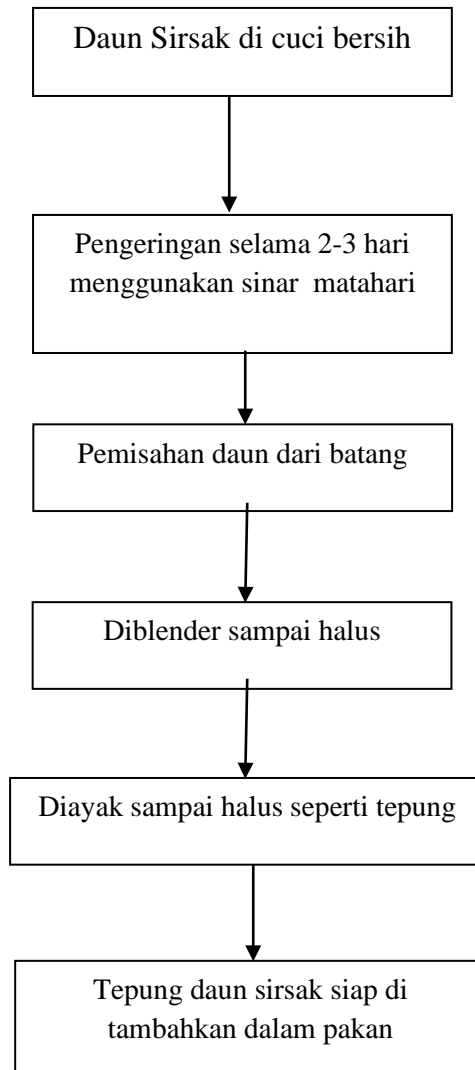 Daun Sirsak di cuci bersih
Pengeringan selama 2-3 hari
menggunakan sinar matahari
Pemisahan daun dari batang
Diblender sampai halus
Diayak sampai halus seperti tepung
Tepung daun sirsak siap di
tambahkan dalam pakan